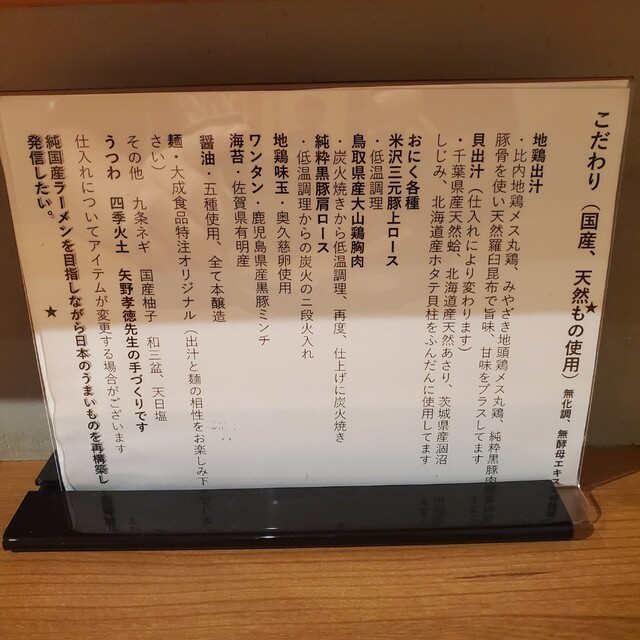 こだわり（国産、天然もの使用）無化調、無酵母エキス
★
地鶏出汁
・比内地鶏メス丸鶏、みやざき地頭鶏メス丸鶏、純粋黒豚肉
豚骨を使い天然羅臼昆布で旨味、甘味をプラスしてます
貝出汁（仕入れにより変わります）
・千葉県産天然蛤、北海道産天然あさり、茨城県産涸沼
しじみ、北海道産ホタテ貝柱をふんだんに使用してます
おにく各種
米沢三元豚上ロース
・低温調理
鳥取県産大山鶏胸肉
・炭火焼きから低温調理、再度、仕上げに炭火焼き
純粋黒豚肩ロース
・低温調理からの炭火の二段火入れ
地鶏味玉・奥久慈卵使用
ワンタン・鹿児島県産黒豚ミンチ
海苔・佐賀県有明産
醤油・五種使用、全て本醸造
麺・大成食品特注オリジナル（出汁と麺の相性をお楽しみ下
さい）
その他　九条ネギ　国産柚子　和三盆、天日塩
うつわ　四季火土　矢野孝徳先生の手づくりです
仕入れについてアイテムが変更する場合がございます
★
純国産ラーメンを目指しながら日本のうまいものを再構築し
発信したい。